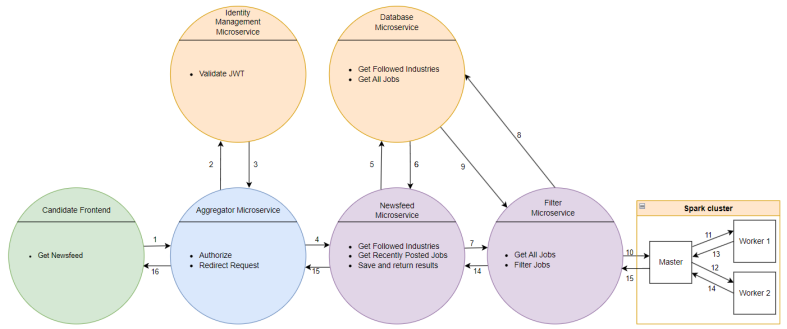 Identity
Management
Microservice
Validate JWT
Database
Microservice
Get Followed Industries
Get All Jobs
2
3
5
6
8
9
Candidate Frontend
Get Newsfeed
1
16
Aggregator Microservice
Authorize
Redirect Request
4
15
Newsfeed
Microservice
Get Followed Industries
Get Recently Posted Jobs
Save and return results
7
14
Filter
Microservice
Get All Jobs
Filter Jobs
10
15
Spark cluster
Master
11
13
12
14
Worker 1
Worker 2